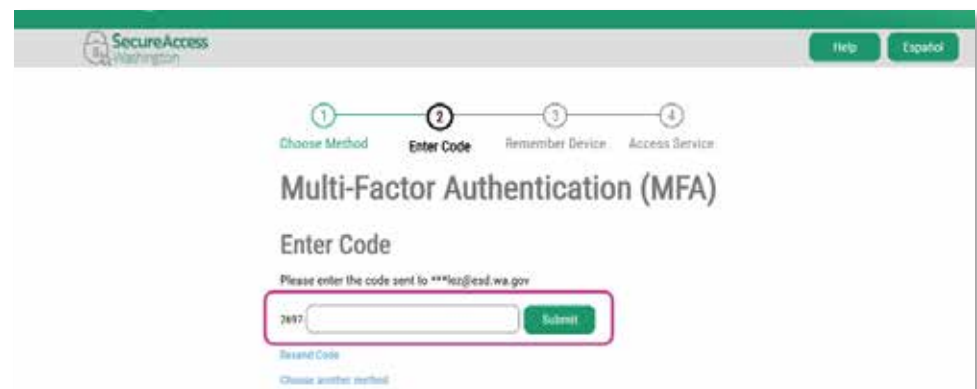 SecureAccess
Washington
Help
Español
1
2
3
4
Choose Method
Enter Code
Remember Device
Access Service
Multi-Factor Authentication (MFA)
Enter Code
Please enter the code sent to ***lez@esd.wa.gov
2697
Submit
Resend Code
Choose another method